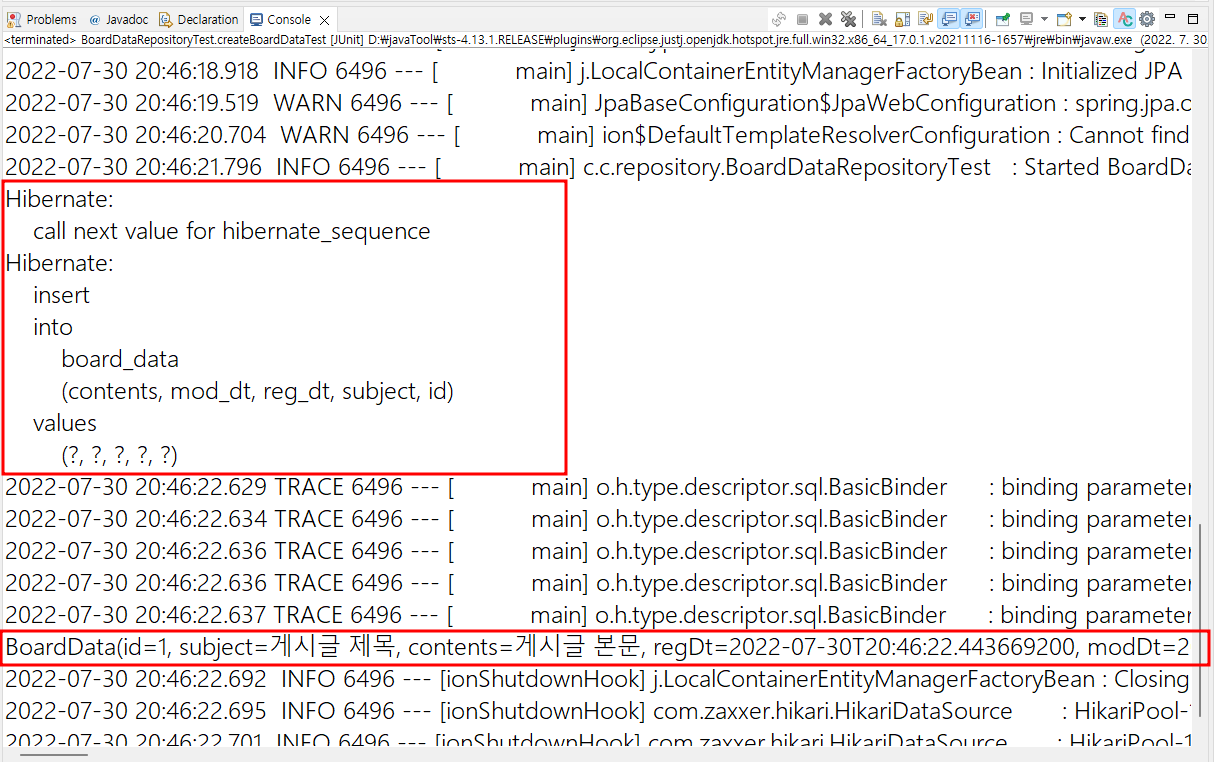 Problems @ Javadoc Declaration Console
<terminated> BoardDataRepositoryTest.createBoardDataTest [JUnit] D:₩javaTool₩sts-4.13.1.RELEASE₩plugins₩org.eclipse.justj.openjdk.hotspot.jre.full.win32.x86_64_17.0.1.v20211116-1657₩jre₩bin₩javaw.exe (2022. 7. 30
2022-07-30 20:46:18.918 INFO 6496 --- [ main] j.LocalContainerEntityManagerFactoryBean : Initialized JPA
2022-07-30 20:46:19.519 WARN 6496 --- [ main] JpaBaseConfiguration$JpaWebConfiguration : spring.jpa.o
2022-07-30 20:46:20.704 WARN 6496 --- [ main] ion$DefaultTemplateResolverConfiguration : Cannot find
2022-07-30 20:46:21.796 INFO 6496 --- [ main] c.c.repository.BoardDataRepositoryTest : Started BoardDa
Hibernate:
call next value for hibernate_sequence
Hibernate:
insert
into
board_data
(contents, mod_dt, reg_dt, subject, id)
values
(?, ?, ?, ?, ?)
2022-07-30 20:46:22.629 TRACE 6496 --- [ main] o.h.type.descriptor.sql.BasicBinder : binding parameter
2022-07-30 20:46:22.634 TRACE 6496 --- [ main] o.h.type.descriptor.sql.BasicBinder : binding parameter
2022-07-30 20:46:22.636 TRACE 6496 --- [ main] o.h.type.descriptor.sql.BasicBinder : binding parameter
2022-07-30 20:46:22.636 TRACE 6496 --- [ main] o.h.type.descriptor.sql.BasicBinder : binding parameter
2022-07-30 20:46:22.637 TRACE 6496 --- [ main] o.h.type.descriptor.sql.BasicBinder : binding parameter
BoardData(id=1, subject=게시글 제목, contents=게시글 본문, regDt=2022-07-30T20:46:22.443669200, modDt=2
2022-07-30 20:46:22.692 INFO 6496 --- [ionShutdownHook] j.LocalContainerEntityManagerFactoryBean : Closing
2022-07-30 20:46:22.695 INFO 6496 --- [ionShutdownHook] com.zaxxer.hikari.HikariDataSource : HikariPool-1
2022-07-30 20:46:22.701 INFO 6496 --- [ionShutdownHook] com.zaxxer.hikari.HikariDataSource : HikariPool-1